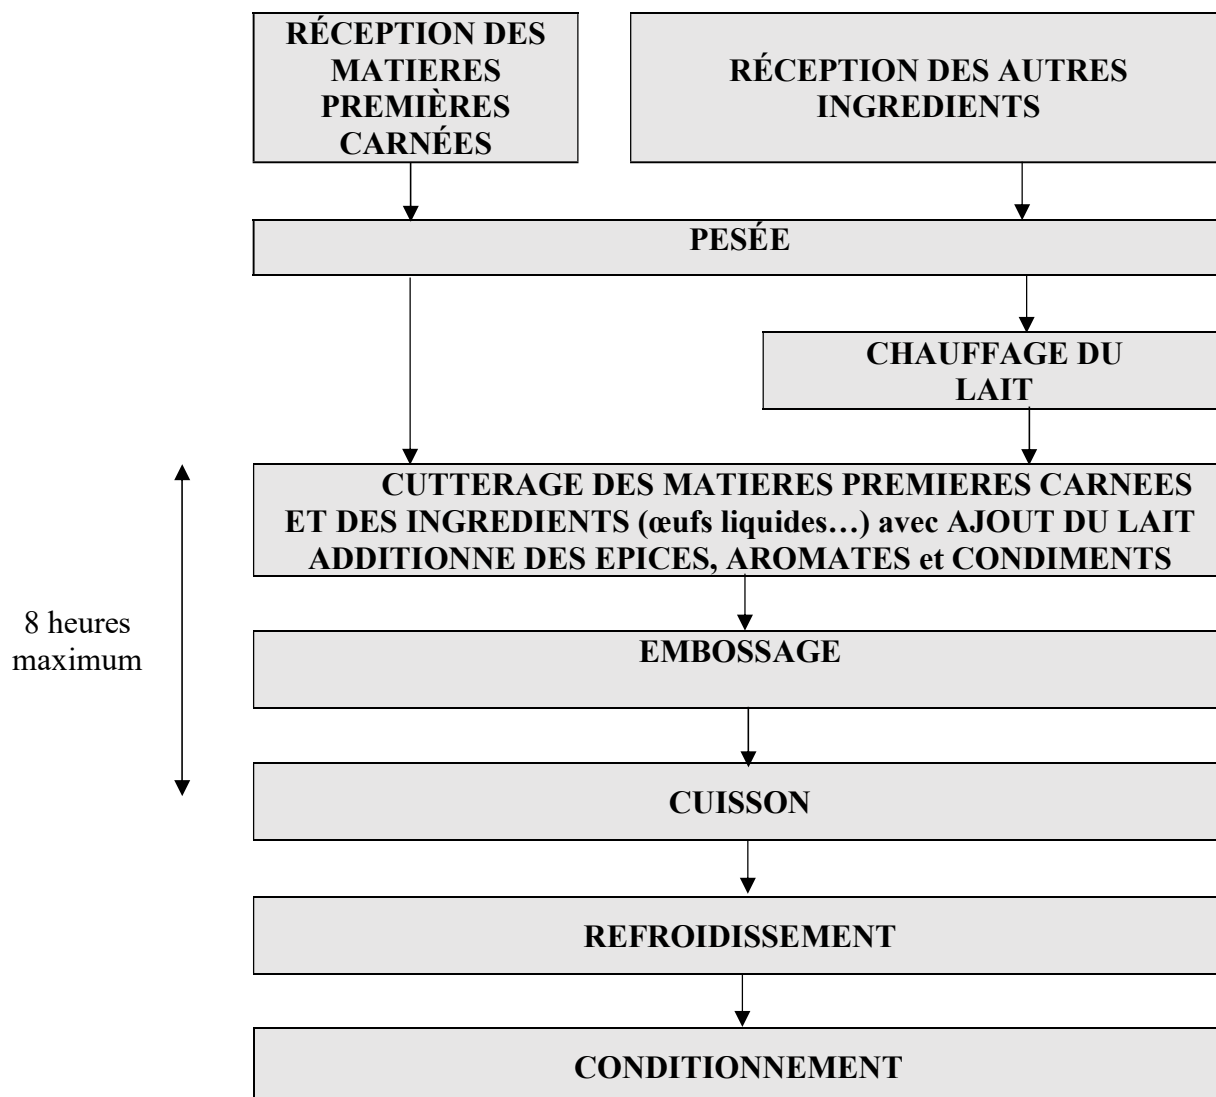 RÉCEPTION DES
MATIERES
PREMIÈRES
CARNÉES
RÉCEPTION DES AUTRES
INGREDIENTS
PESÉE
CHAUFFAGE DU
LAIT
CUTTERAGE DES MATIERES PREMIERES CARNEES
ET DES INGREDIENTS (œufs liquides…) avec AJOUT DU LAIT
ADDITIONNE DES EPICES, AROMATES et CONDIMENTS
8 heures
maximum
EMBOSSAGE
CUISSON
REFROIDISSEMENT
CONDITIONNEMENT